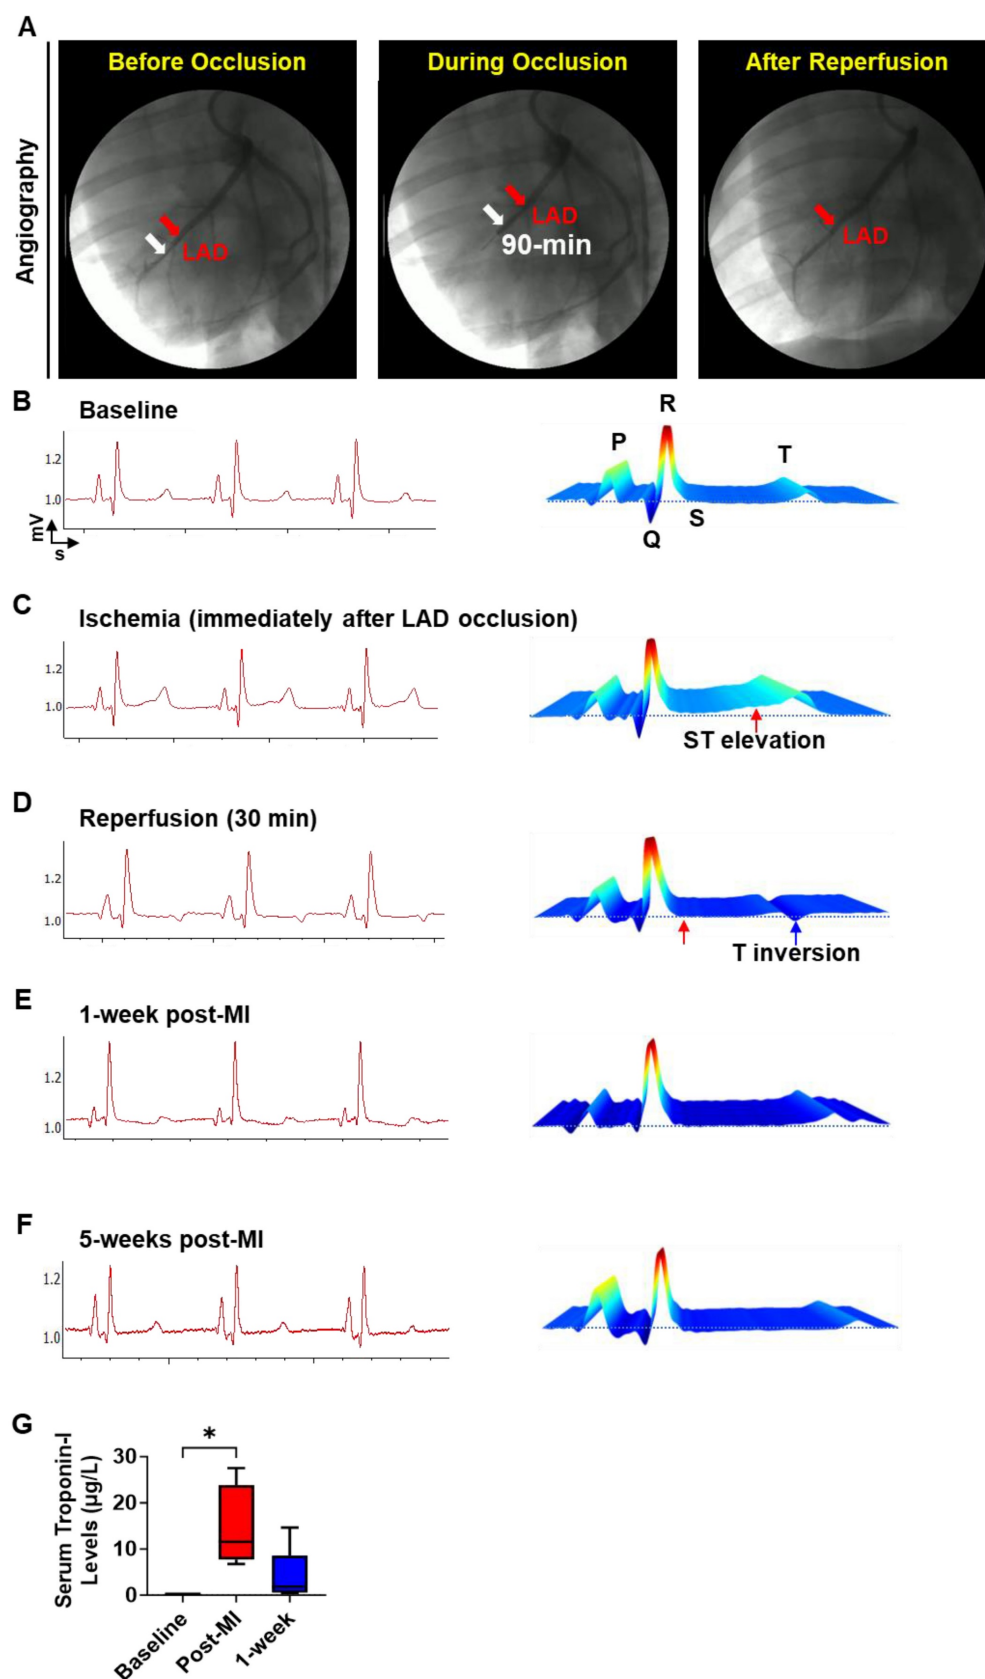 A
Before Occlusion
During Occlusion
After Reperfusion
Angiography
LAD
LAD
90-min
LAD
B
Baseline
1.2
1.0
mV
s
P
R
T
Q
S
C
Ischemia (immediately after LAD occlusion)
1.2
1.0
ST elevation
D
Reperfusion (30 min)
1.2
1.0
T inversion
E
1-week post-MI
1.2
1.0
F
5-weeks post-MI
1.2
1.0
G
Serum Troponin-I
Levels (µg/L)
30
20
10
0
*
Baseline
Post-MI
1-week